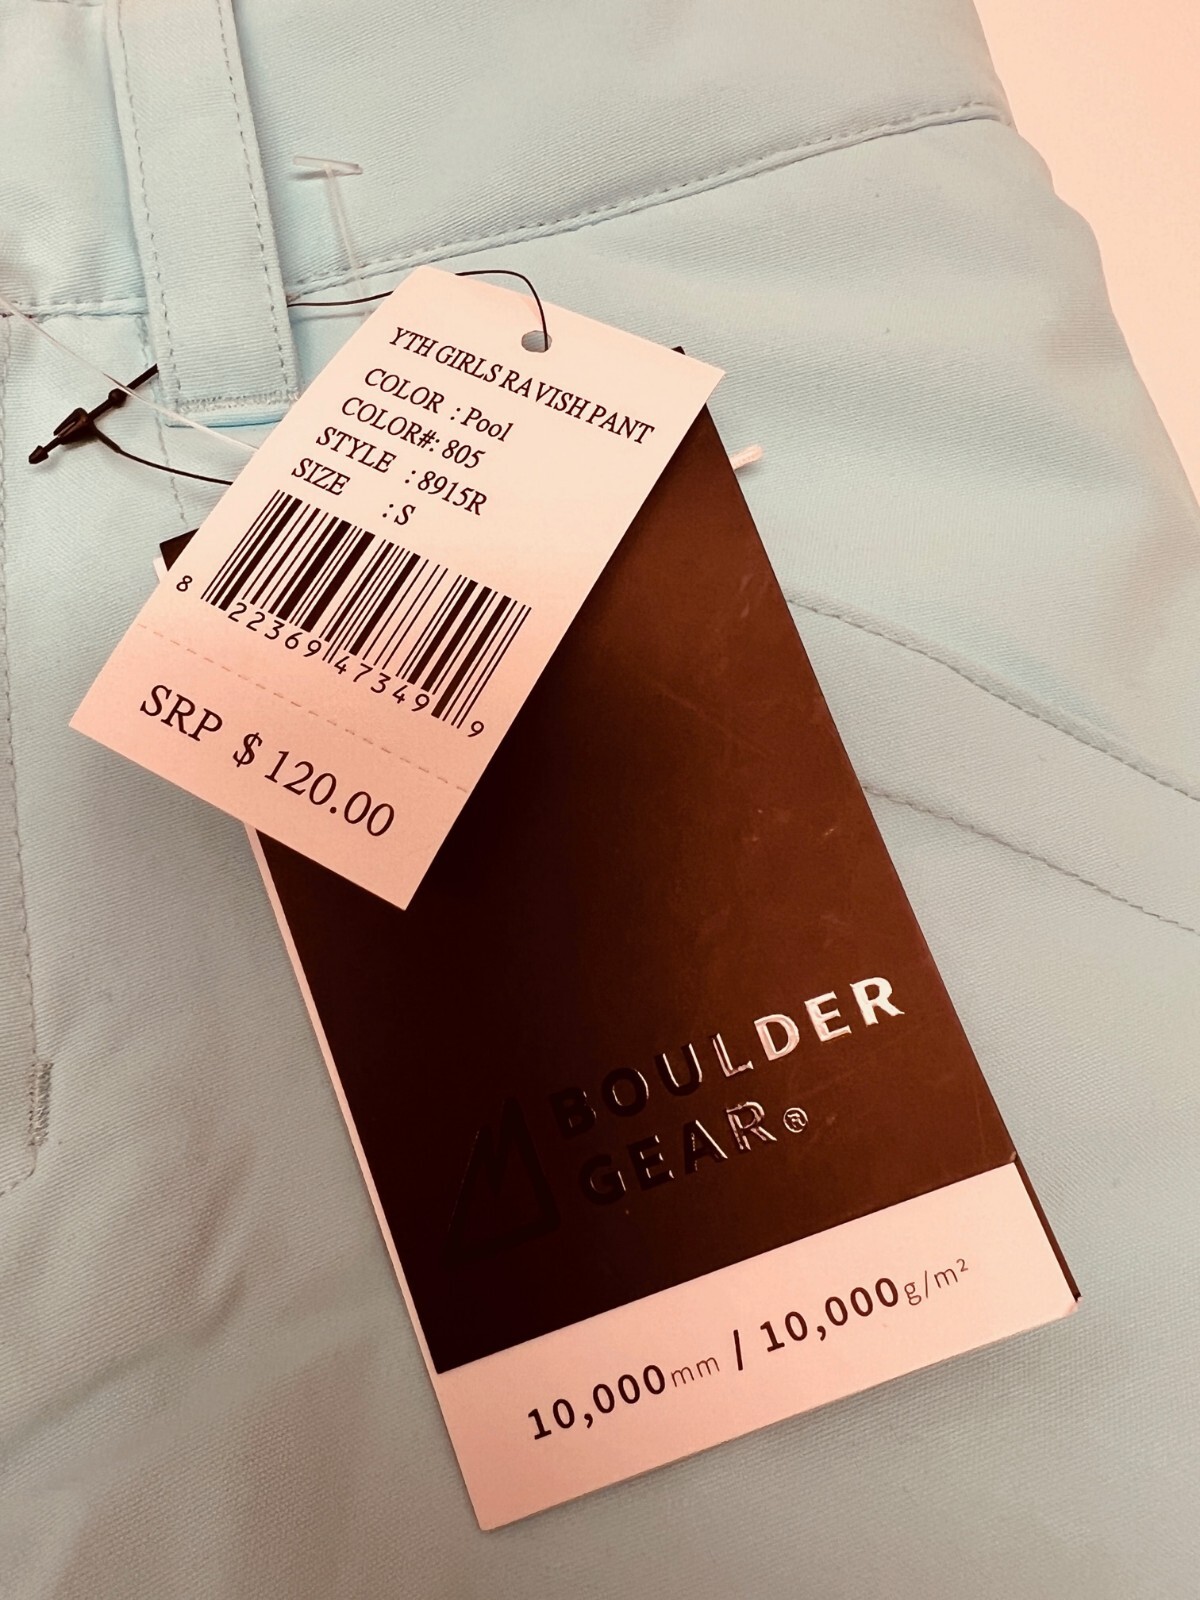 YTH GIRLS RAVISH PANT
COLOR : Pool
COLOR#: 805
STYLE : 8915R
SIZE : S
8 22369 47349 9
SRP $ 120.00
BOULDER
GEAR®
10,000mm / 10,000g/m²